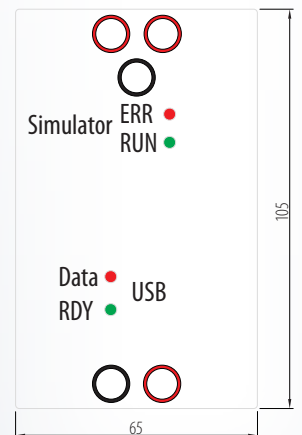 ERR
Simulator
RUN
105
Data
USB
RDY
65